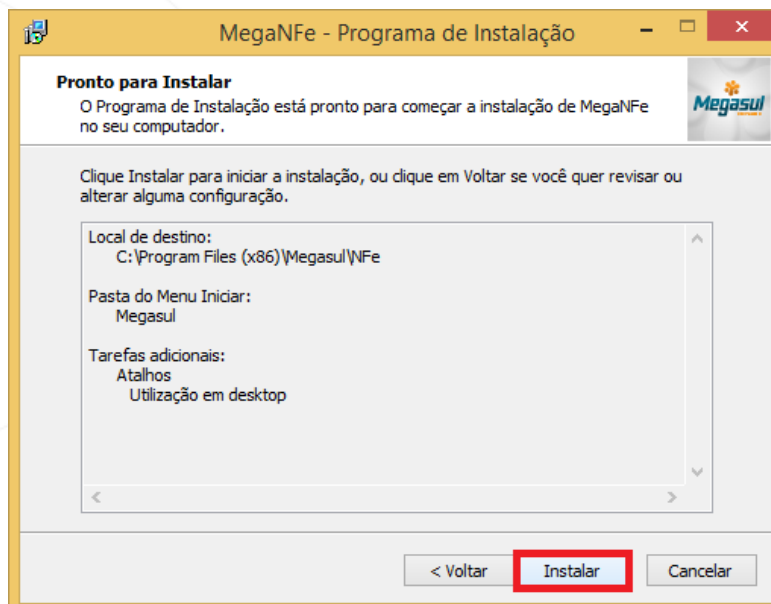 MegaNFe - Programa de Instalação
Pronto para Instalar
O Programa de Instalação está pronto para começar a instalação de MegaNFe
no seu computador.
Megasul
Clique Instalar para iniciar a instalação, ou clique em Voltar se você quer revisar ou
alterar alguma configuração.
Local de destino:
C:\Program Files (x86)\Megasul\NFe
Pasta do Menu Iniciar:
Megasul
Tarefas adicionais:
Atalhos
Utilização em desktop
< Voltar
Instalar
Cancelar